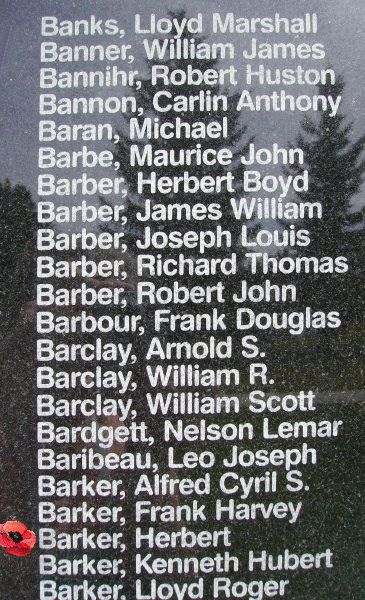 Banks, Lloyd Marshall
Banner, William James
Bannihr, Robert Huston
Bannon, Carlin Anthony
Baran, Michael
Barbe, Maurice John
Barber, Herbert Boyd
Barber, James William
Barber, Joseph Louis
Barber, Richard Thomas
Barber, Robert John
Barbour, Frank Douglas
Barclay, Arnold S.
Barclay, William R.
Barclay, William Scott
Bardgett, Nelson Lemar
Baribeau, Leo Joseph
Barker, Alfred Cyril S.
Barker, Frank Harvey
Barker, Herbert
Barker, Kenneth Hubert
Barker, Lloyd Roger